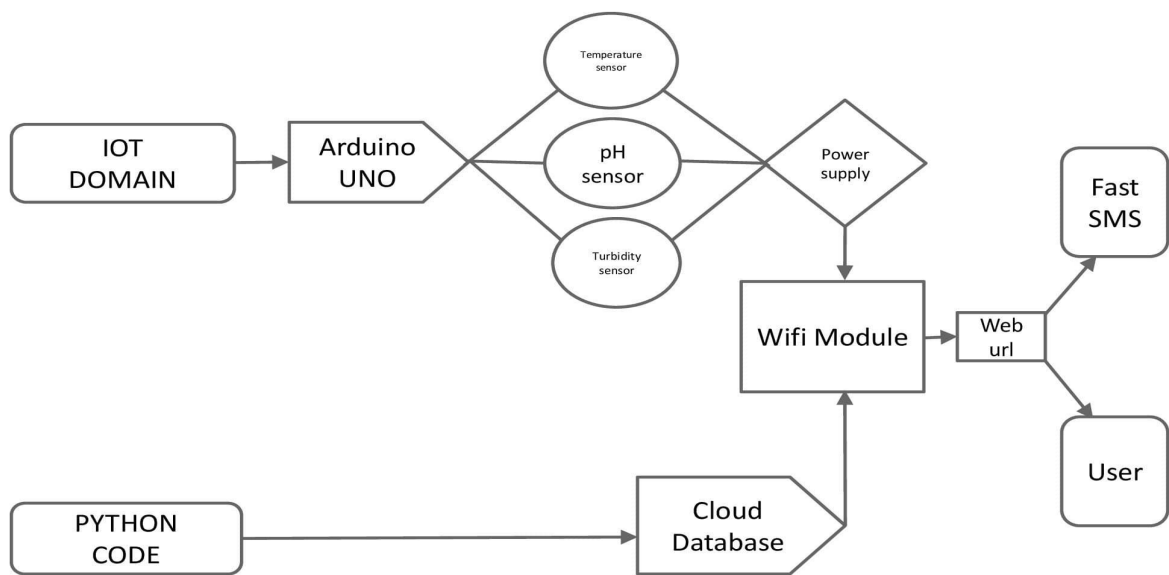 Temperature
sensor
IOT
DOMAIN
Arduino
UNO
pH
sensor
Power
supply
Turbidity
sensor
Fast
SMS
Wifi Module
Web
url
User
PYTHON
CODE
Cloud
Database